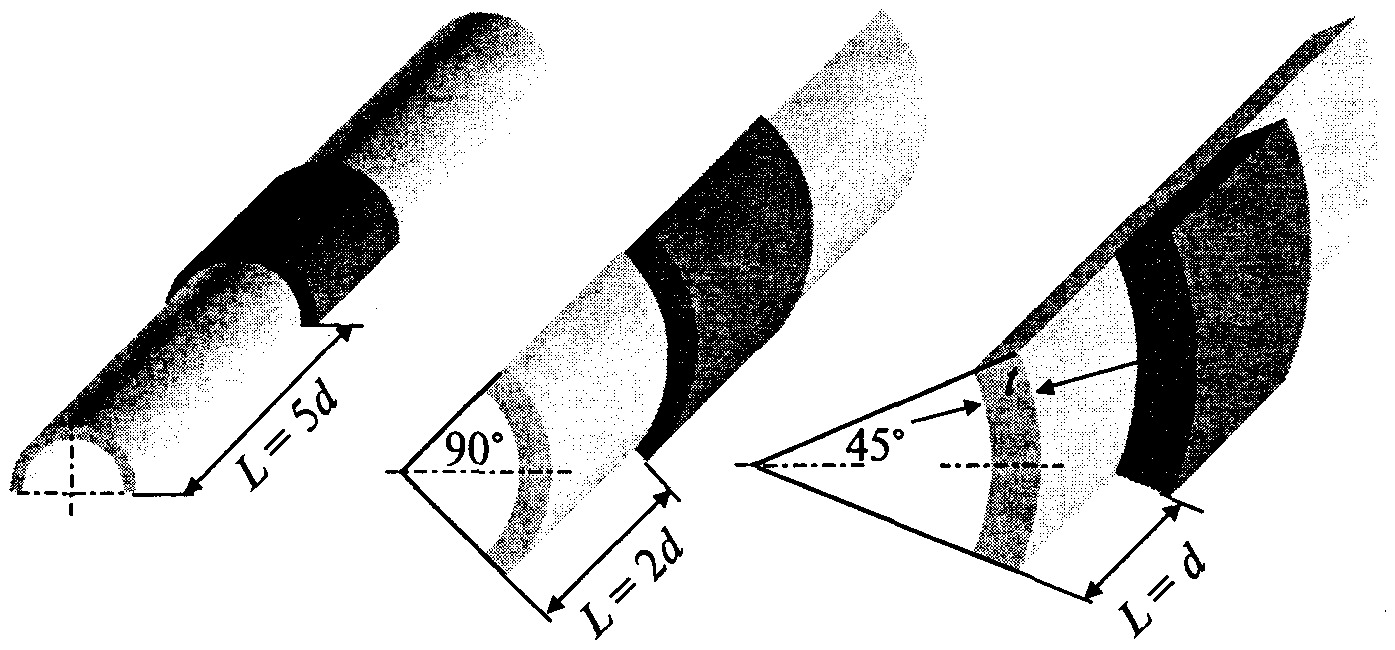 L = 5d
90°
L = 2d
45°
t
L = d